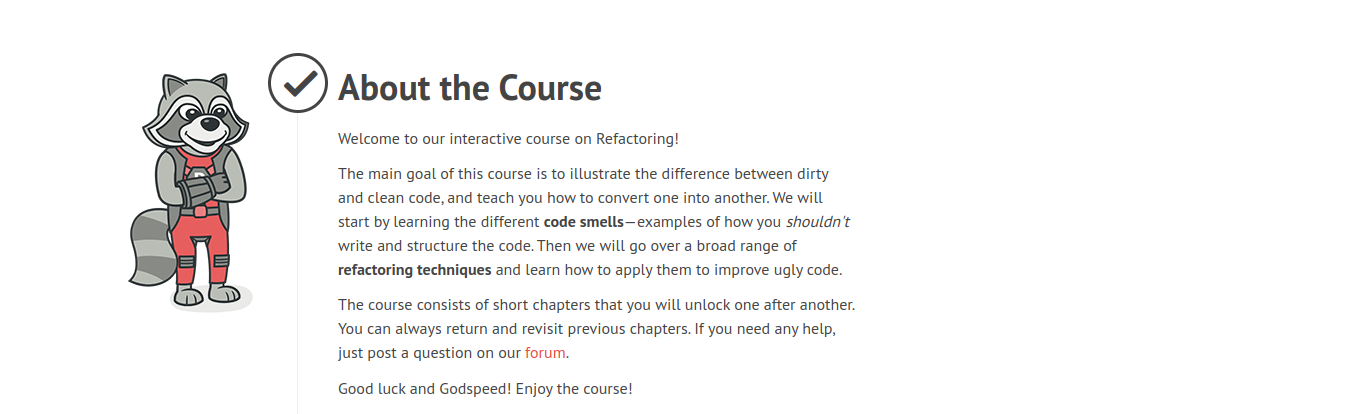 About the Course
Welcome to our interactive course on Refactoring!
The main goal of this course is to illustrate the difference between dirty
and clean code, and teach you how to convert one into another. We will
start by learning the different code smells—examples of how you shouldn't
write and structure the code. Then we will go over a broad range of
refactoring techniques and learn how to apply them to improve ugly code.
The course consists of short chapters that you will unlock one after another.
You can always return and revisit previous chapters. If you need any help,
just post a question on our forum.
Good luck and Godspeed! Enjoy the course!